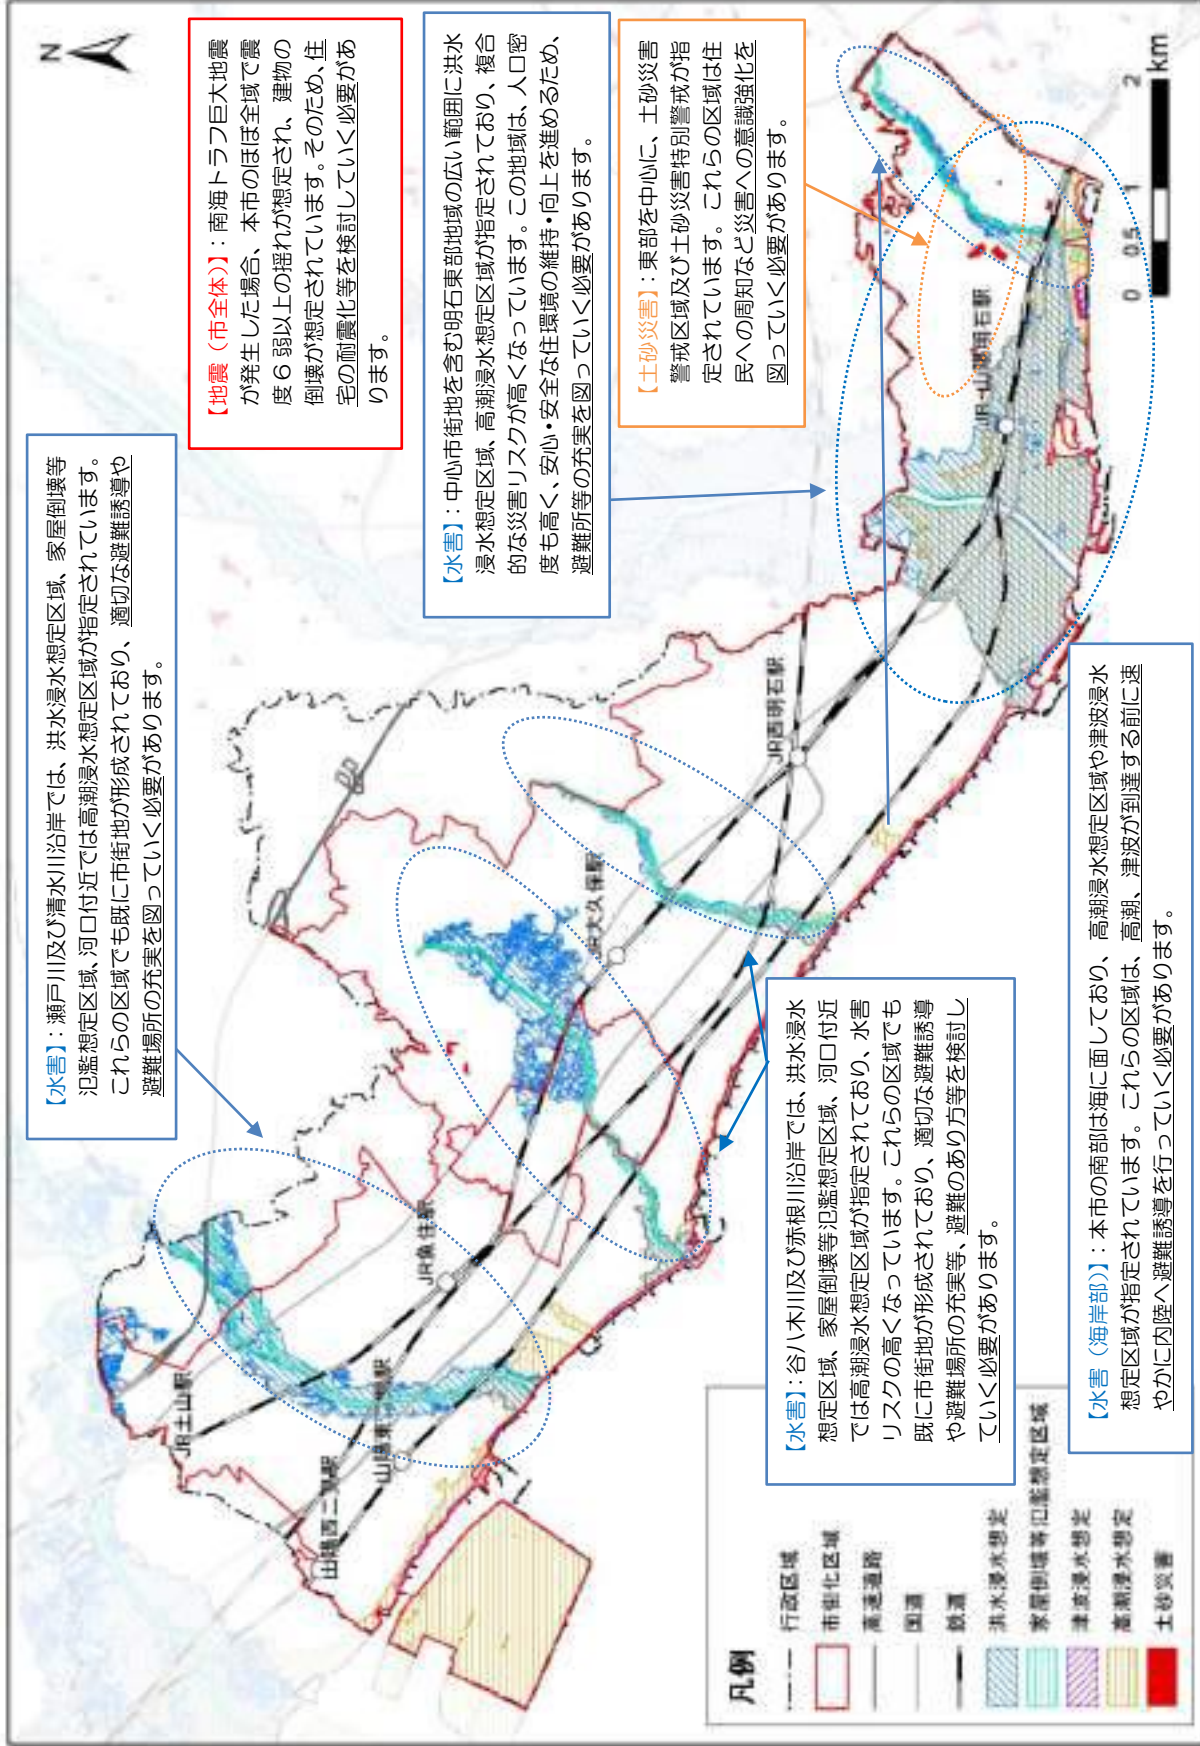 【水害】：瀬戸川及び清水川沿岸では、洪水浸水想定区域、家屋倒壊等
氾濫想定区域、河口付近では高潮浸水想定区域が指定されています。
これらの区域でも既に市街地が形成されており、適切な避難誘導や
避難場所の充実を図っていく必要があります。
【地震（市全体）】：南海トラフ巨大地震
が発生した場合、本市のほぼ全域で震
度６弱以上の揺れが想定され、建物の
倒壊が想定されています。そのため、住
宅の耐震化等を検討していく必要があ
ります。
N
【水害】：中心市街地を含む明石東部地域の広い範囲に洪水
浸水想定区域、高潮浸水想定区域が指定されており、複合
的な災害リスクが高くなっています。この地域は、人口密
度も高く、安心・安全な住環境の維持・向上を進めるため、
避難所等の充実を図っていく必要があります。
【土砂災害】：東部を中心に、土砂災害
警戒区域及び土砂災害特別警戒が指
定されています。これらの区域は住
民への周知など災害への意識強化を
図っていく必要があります。
JR土山駅
山陽西二見駅
JR魚住駅
JR大久保駅
JR西明石駅
【水害】：谷八木川及び赤根川沿岸では、洪水浸水
想定区域、家屋倒壊等氾濫想定区域、河口付近
では高潮浸水想定区域が指定されており、水害
リスクの高くなっています。これらの区域でも
既に市街地が形成されており、適切な避難誘導
や避難場所の充実等、避難のあり方等を検討し
ていく必要があります。
【水害（海岸部）】：本市の南部は海に面しており、高潮浸水想定区域や津波浸水
想定区域が指定されています。これらの区域は、高潮、津波が到達する前に速
やかに内陸へ避難誘導を行っていく必要があります。
凡例
行政区域
市街化区域
高速道路
国道
鉄道
洪水浸水想定
家屋倒壊等氾濫想定区域
津波浸水想定
高潮浸水想定
土砂災害
0 0.5 1 2
km